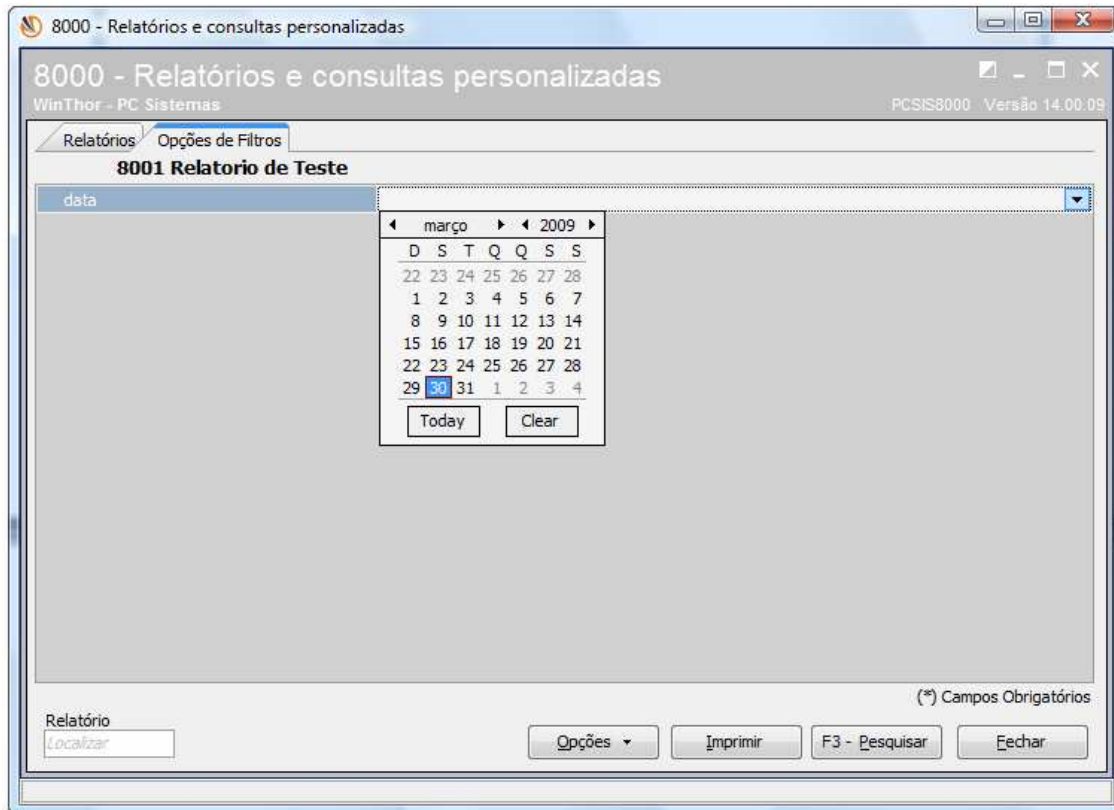 8000 - Relatórios e consultas personalizadas
8000 - Relatórios e consultas personalizadas
WinThor - PC Sistemas
PCSIS8000 Versão 14.00.09
Relatórios Opções de Filtros
8001 Relatorio de Teste
data
março 2009
D S T Q Q S S
22 23 24 25 26 27 28
1 2 3 4 5 6 7
8 9 10 11 12 13 14
15 16 17 18 19 20 21
22 23 24 25 26 27 28
29 30 31 1 2 3 4
Today Clear
(*) Campos Obrigatórios
Relatório
Localizar
Opções Imprimir F3 - Pesquisar Fechar